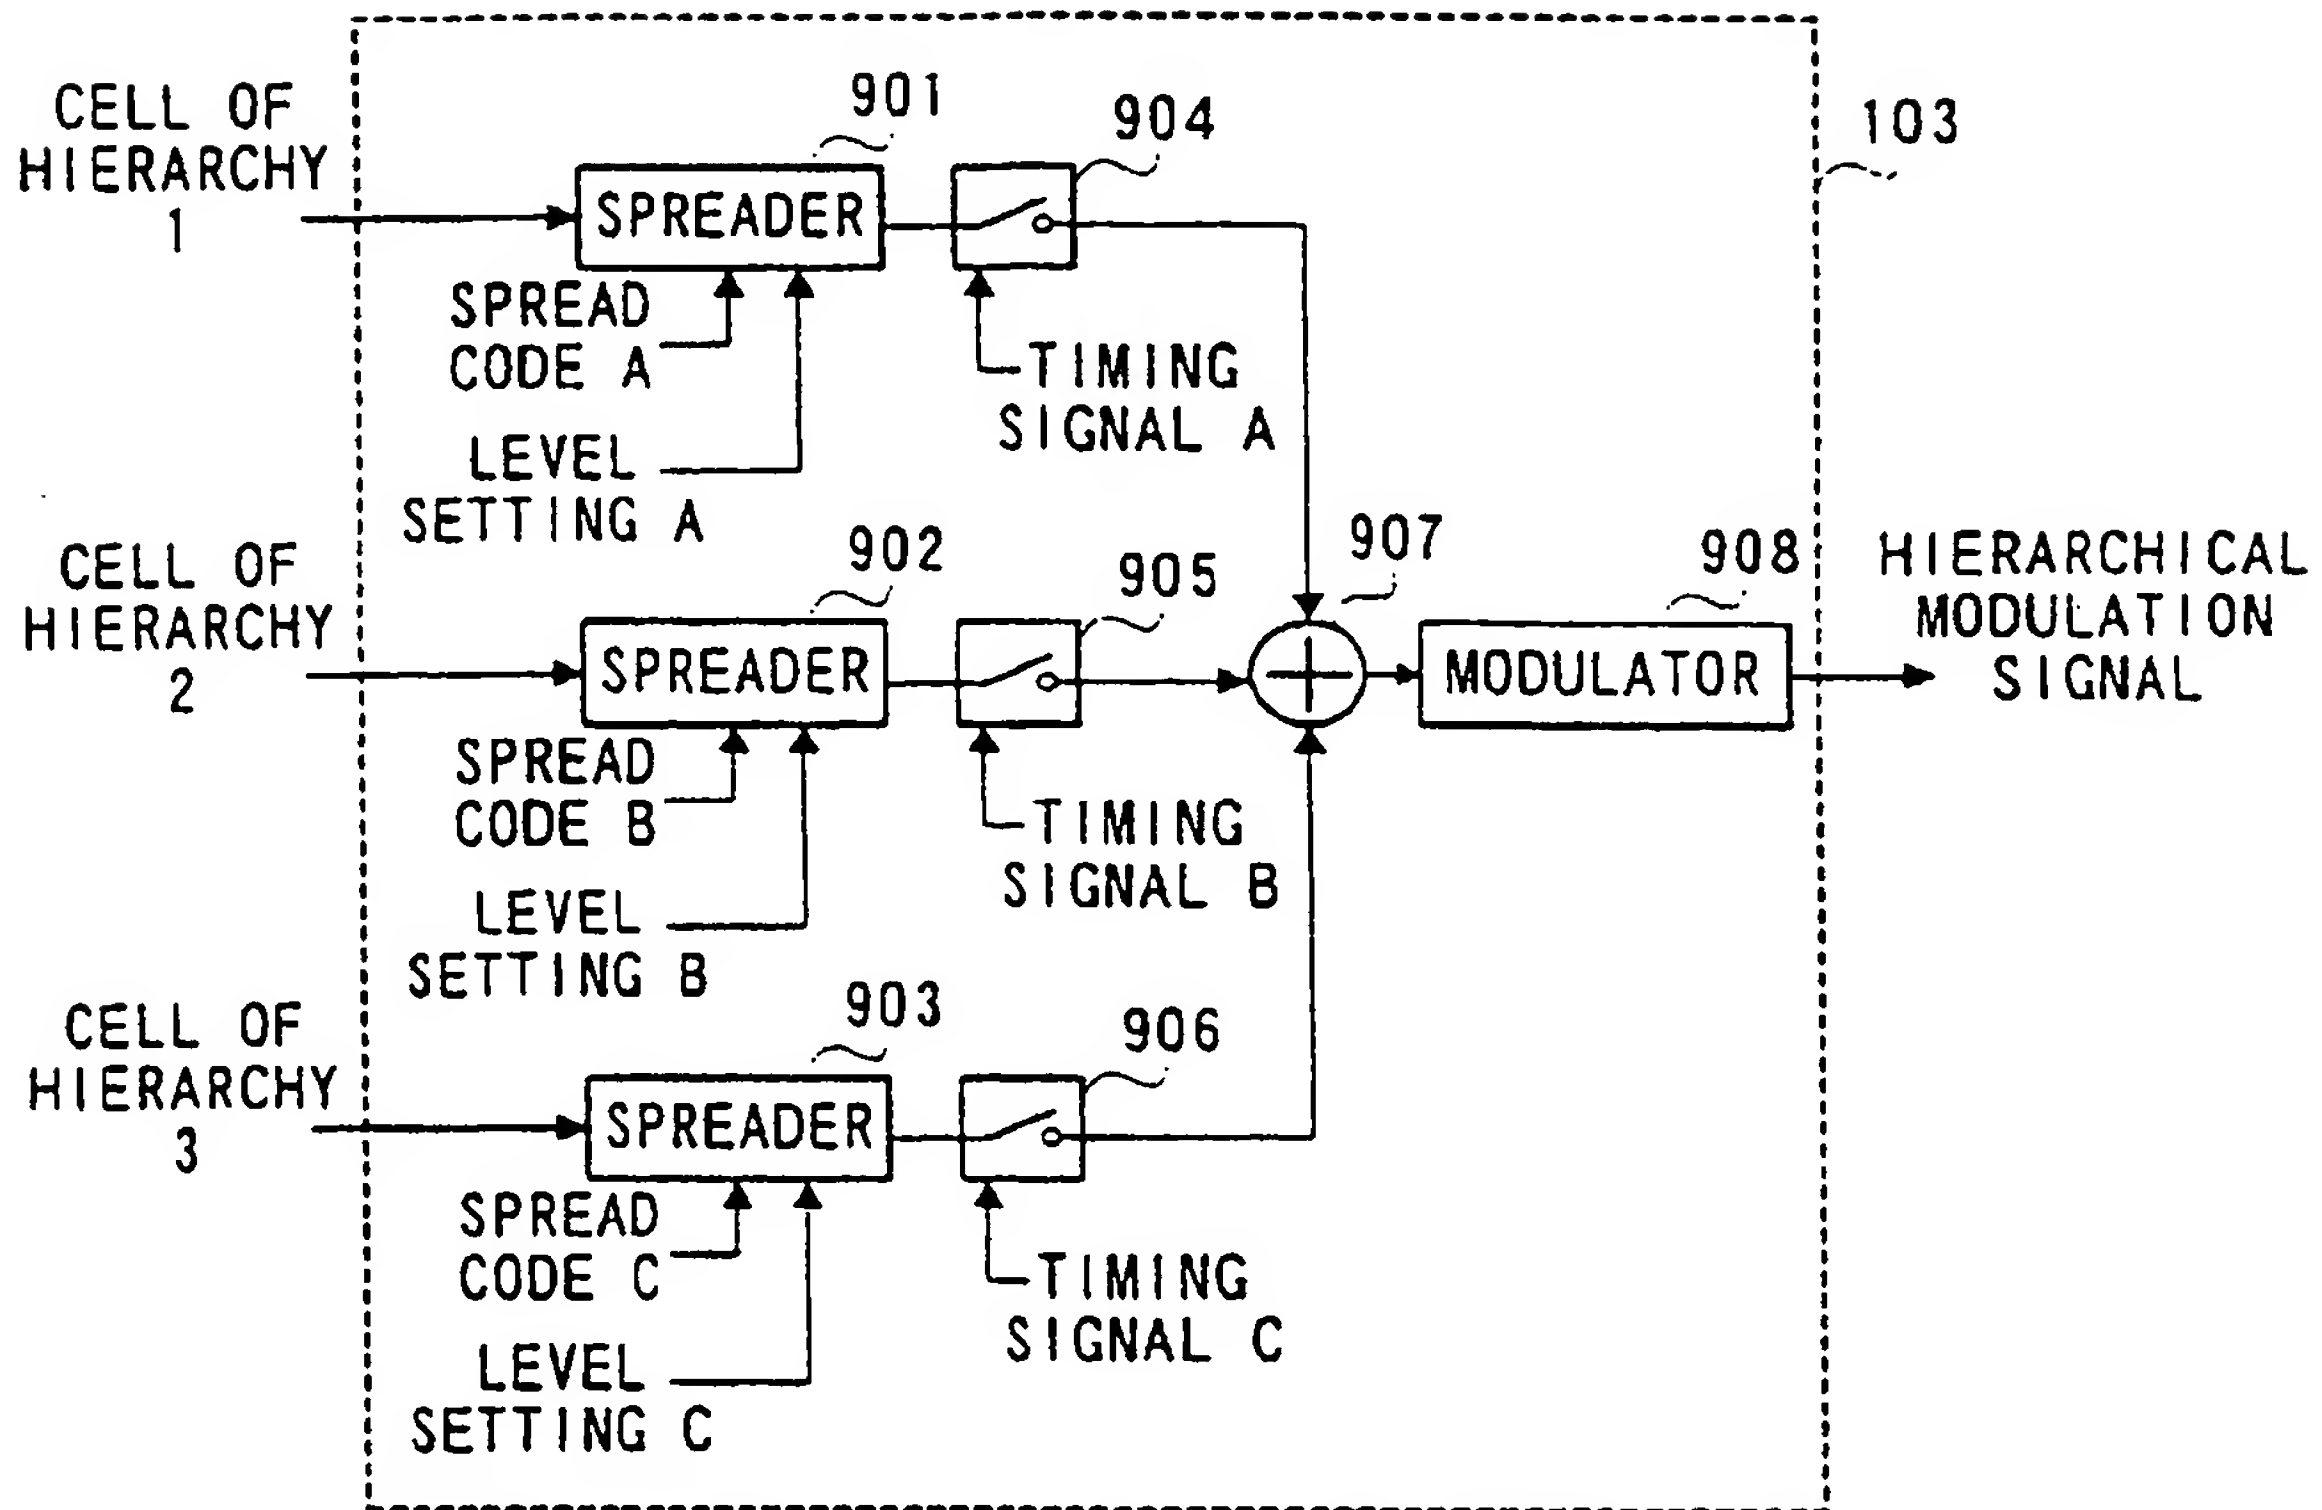 901
904
103
CELL OF
HIERARCHY
1
SPREADER
SPREAD
CODE A
TIMING
SIGNAL A
LEVEL
SETTING A
902
905
907
908
HIERARCHICAL
MODULATION
SIGNAL
CELL OF
HIERARCHY
2
SPREADER
MODULATOR
SPREAD
CODE B
TIMING
SIGNAL B
LEVEL
SETTING B
903
906
CELL OF
HIERARCHY
3
SPREADER
SPREAD
CODE C
TIMING
SIGNAL C
LEVEL
SETTING C